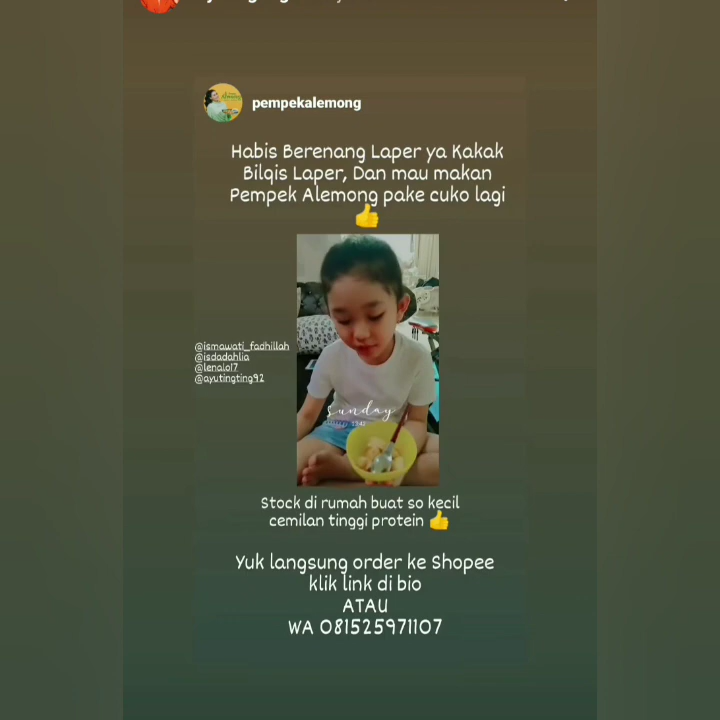 pempekalemong
Habis Berenang Laper ya Kakak
Bilqis Laper, Dan mau makan
Pempek Alemong pake cuko lagi
👍
@ismawati_fadhillah
@isdadahlia
@lenalo17
@ayutingting92
Sunday
Stock di rumah buat so kecil
cemilan tinggi protein 👍
Yuk langsung order ke Shopee
klik link di bio
ATAU
WA 081525971107